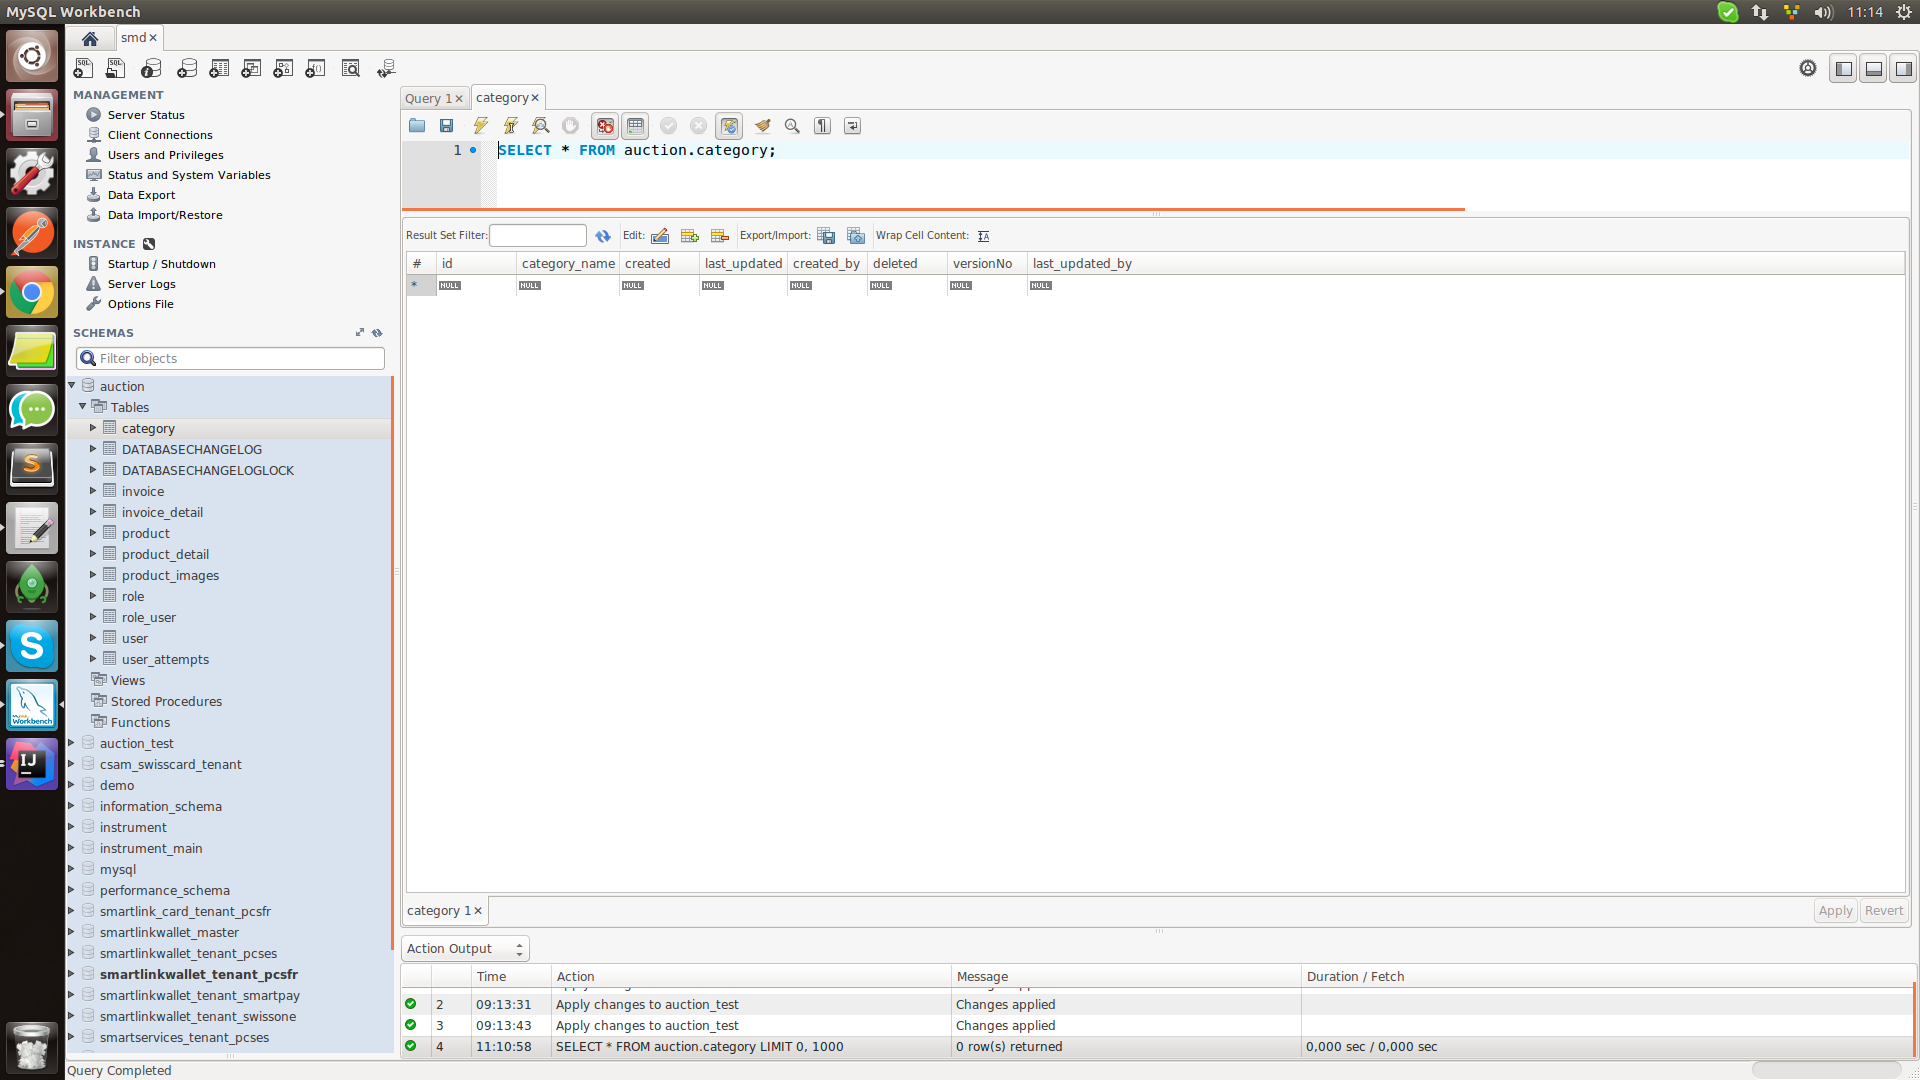 MySQL Workbench
11:14
smd
MANAGEMENT
Server Status
Client Connections
Users and Privileges
Status and System Variables
Data Export
Data Import/Restore
INSTANCE
Startup / Shutdown
Server Logs
Options File
SCHEMAS
Filter objects
auction
Tables
category
DATABASECHANGELOG
DATABASECHANGELOGLOCK
invoice
invoice_detail
product
product_detail
product_images
role
role_user
user
user_attempts
Views
Stored Procedures
Functions
auction_test
csam_swisscard_tenant
demo
information_schema
instrument
instrument_main
mysql
performance_schema
smartlink_card_tenant_pcsfr
smartlinkwallet_master
smartlinkwallet_tenant_pcses
smartlinkwallet_tenant_pcsfr
smartlinkwallet_tenant_smartpay
smartlinkwallet_tenant_swissone
smartservices_tenant_pcses
Query 1 category
1 SELECT * FROM auction.category;
Result Set Filter: Edit: Export/Import: Wrap Cell Content:
# id category_name created last_updated created_by deleted versionNo last_updated_by
* NULL NULL NULL NULL NULL NULL NULL NULL
category 1
Apply Revert
Action Output
Time Action Message Duration / Fetch
2 09:13:31 Apply changes to auction_test Changes applied
3 09:13:43 Apply changes to auction_test Changes applied
4 11:10:58 SELECT * FROM auction.category LIMIT 0, 1000 0 row(s) returned 0,000 sec / 0,000 sec
Query Completed